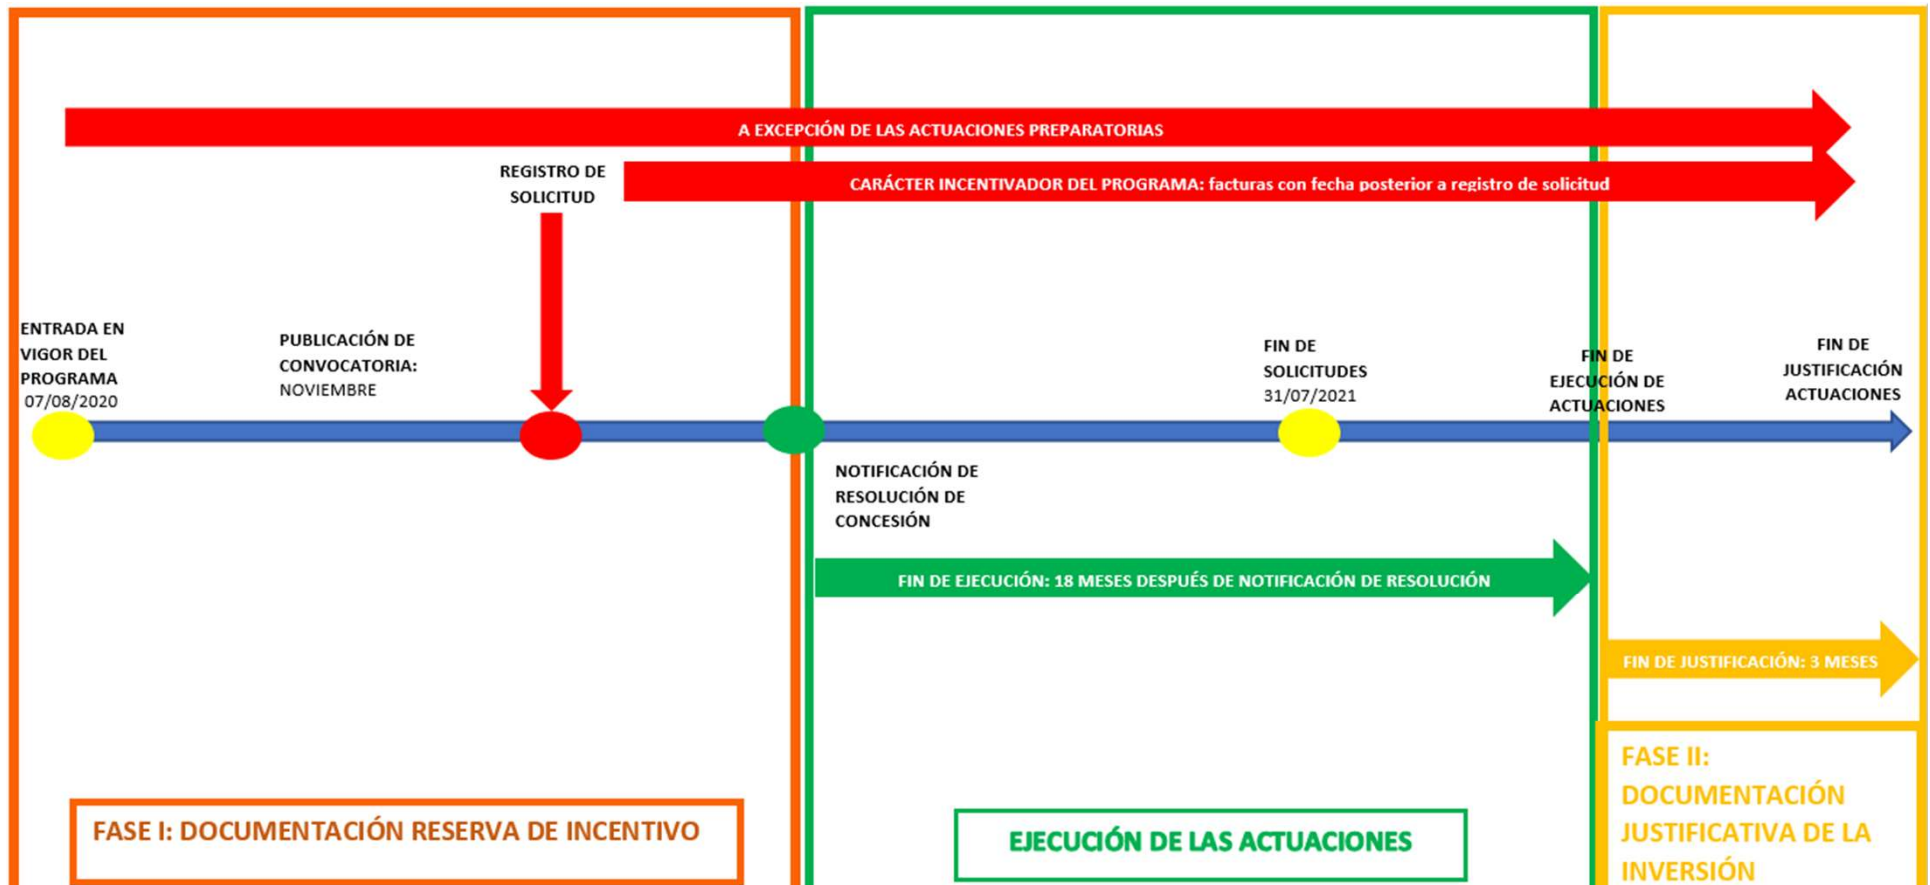 A EXCEPCIÓN DE LAS ACTUACIONES PREPARATORIAS
REGISTRO DE
SOLICITUD
CARÁCTER INCENTIVADOR DEL PROGRAMA: facturas con fecha posterior a registro de solicitud
ENTRADA EN
VIGOR DEL
PROGRAMA
07/08/2020
PUBLICACIÓN DE
CONVOCATORIA:
NOVIEMBRE
FIN DE
SOLICITUDES
31/07/2021
FIN DE
EJECUCIÓN DE
ACTUACIONES
FIN DE
JUSTIFICACIÓN
ACTUACIONES
NOTIFICACIÓN DE
RESOLUCIÓN DE
CONCESIÓN
FIN DE EJECUCIÓN: 18 MESES DESPUÉS DE NOTIFICACIÓN DE RESOLUCIÓN
FIN DE JUSTIFICACIÓN: 3 MESES
FASE I: DOCUMENTACIÓN RESERVA DE INCENTIVO
EJECUCIÓN DE LAS ACTUACIONES
FASE II:
DOCUMENTACIÓN
JUSTIFICATIVA DE LA
INVERSIÓN